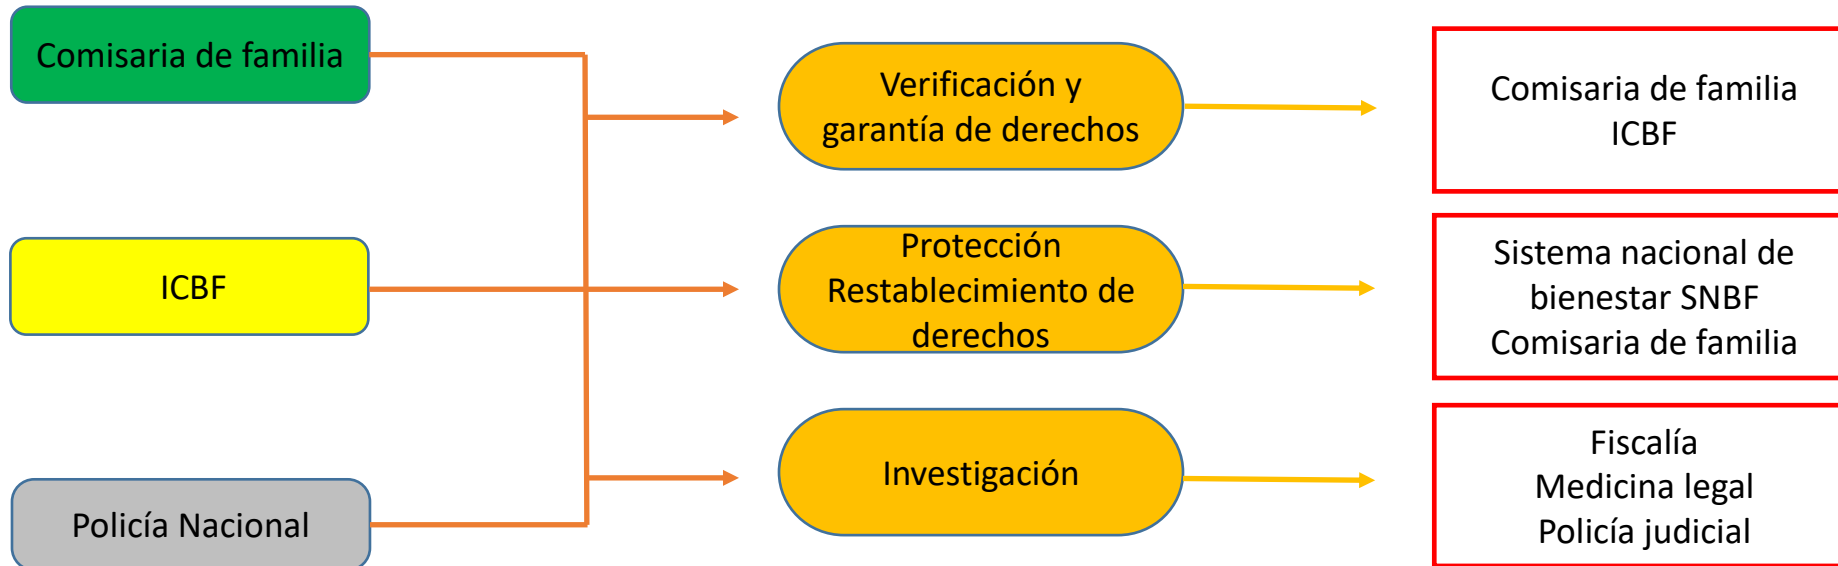 Comisaria de familia
ICBF
Policía Nacional
Verificación y
garantía de derechos
Protección
Restablecimiento de
derechos
Investigación
Comisaria de familia
ICBF
Sistema nacional de
bienestar SNBF
Comisaria de familia
Fiscalía
Medicina legal
Policía judicial